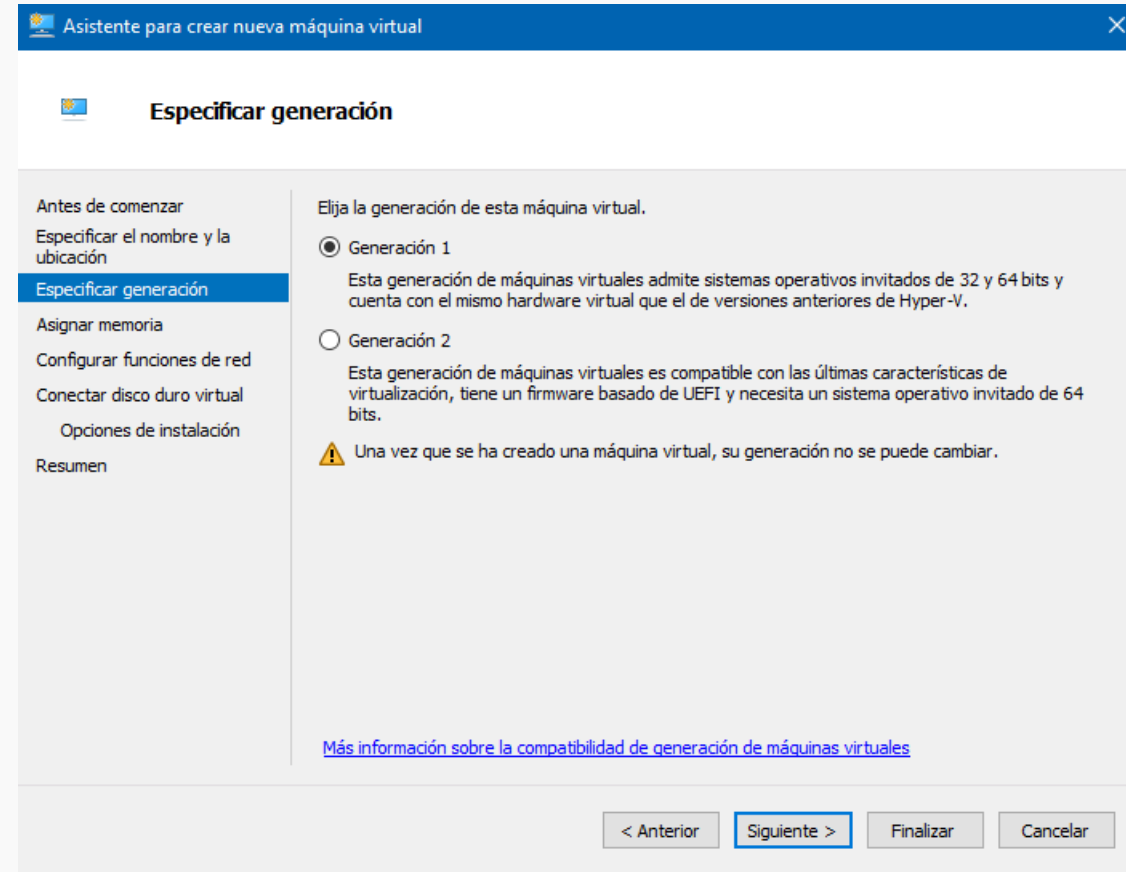 Asistente para crear nueva máquina virtual
Especificar generación
Antes de comenzar
Especificar el nombre y la
ubicación
Especificar generación
Asignar memoria
Configurar funciones de red
Conectar disco duro virtual
Opciones de instalación
Resumen
Elija la generación de esta máquina virtual.
Generación 1
Esta generación de máquinas virtuales admite sistemas operativos invitados de 32 y 64 bits y
cuenta con el mismo hardware virtual que el de versiones anteriores de Hyper-V.
Generación 2
Esta generación de máquinas virtuales es compatible con las últimas características de
virtualización, tiene un firmware basado de UEFI y necesita un sistema operativo invitado de 64
bits.
Una vez que se ha creado una máquina virtual, su generación no se puede cambiar.
Más información sobre la compatibilidad de generación de máquinas virtuales
< Anterior
Siguiente >
Finalizar
Cancelar